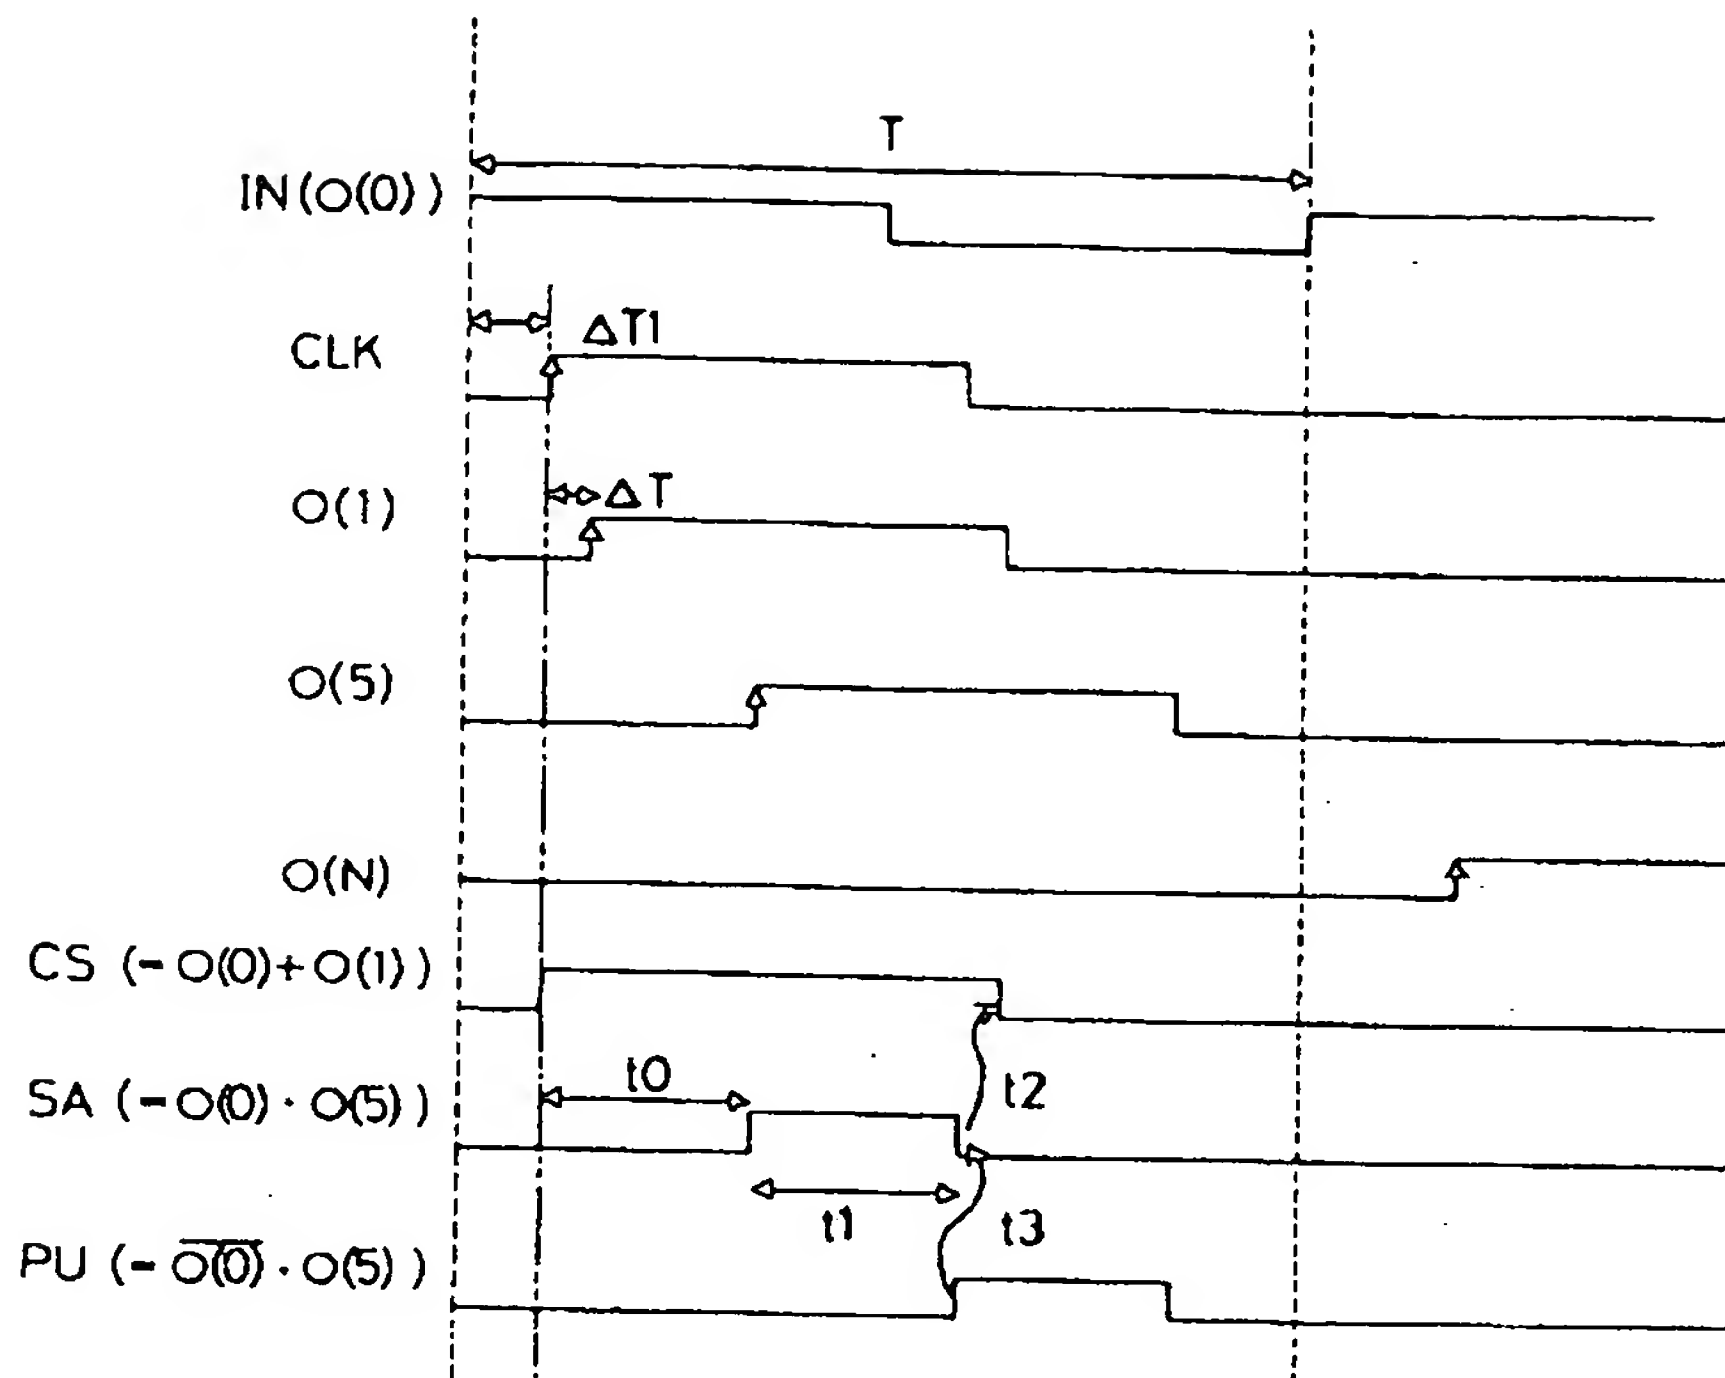 T
IN(O(0))
ΔT1
CLK
ΔT
O(1)
O(5)
O(N)
CS (= O(0)+ O(1))
t0
t2
SA (= O(0) · O(5))
t1
t3
PU (= \overline{O(0)} · O(5))